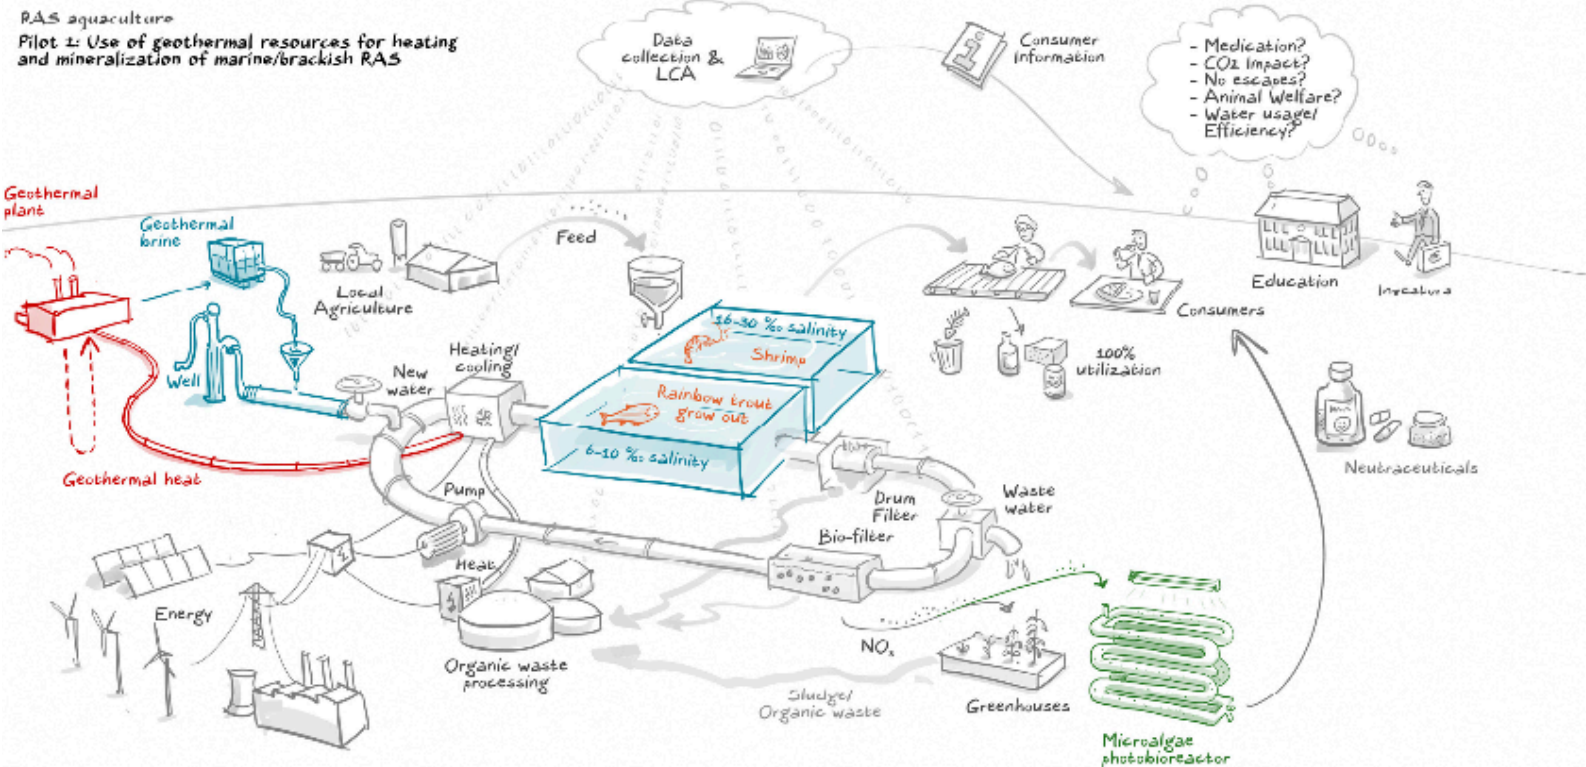 RAS aquaculture
Pilot 1: Use of geothermal resources for heating
and mineralization of marine/brackish RAS
Data
collection &
LCA
Consumer
Information
- Medication?
- CO2 Impact?
- No escapes?
- Animal Welfare?
- Water usage/
Efficiency?
Geothermal
plant
Geothermal
brine
Local
Agriculture
Feed
Education
Investors
Consumers
100%
utilization
16-30 ‰ salinity
Shrimp
Rainbow trout
grow out
6-10 ‰ salinity
Heating/
cooling
New
water
Well
Geothermal heat
Pump
Drum
Filter
Waste
water
Bio-filter
Neutraceuticals
Heat
Energy
Organic waste
processing
NOx
Sludge/
Organic waste
Greenhouses
Microalgae
photobioreactor